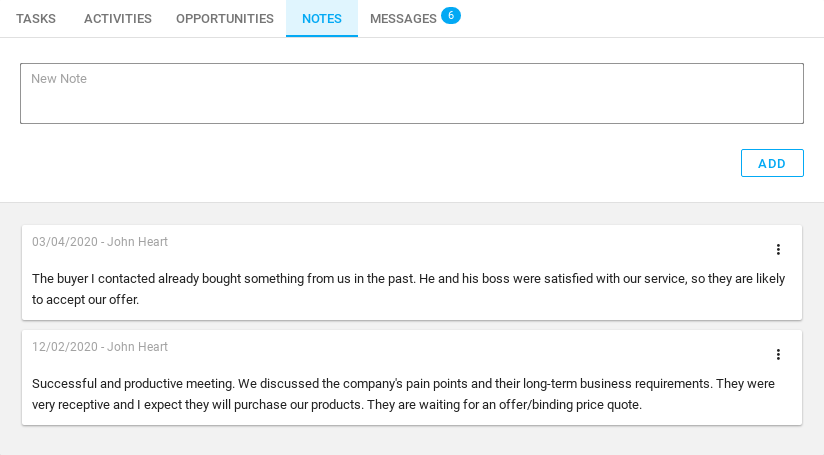 TASKS ACTIVITIES OPPORTUNITIES NOTES MESSAGES 6
New Note
ADD
03/04/2020 - John Heart
The buyer I contacted already bought something from us in the past. He and his boss were satisfied with our service, so they are likely
to accept our offer.
12/02/2020 - John Heart
Successful and productive meeting. We discussed the company's pain points and their long-term business requirements. They were
very receptive and I expect they will purchase our products. They are waiting for an offer/binding price quote.